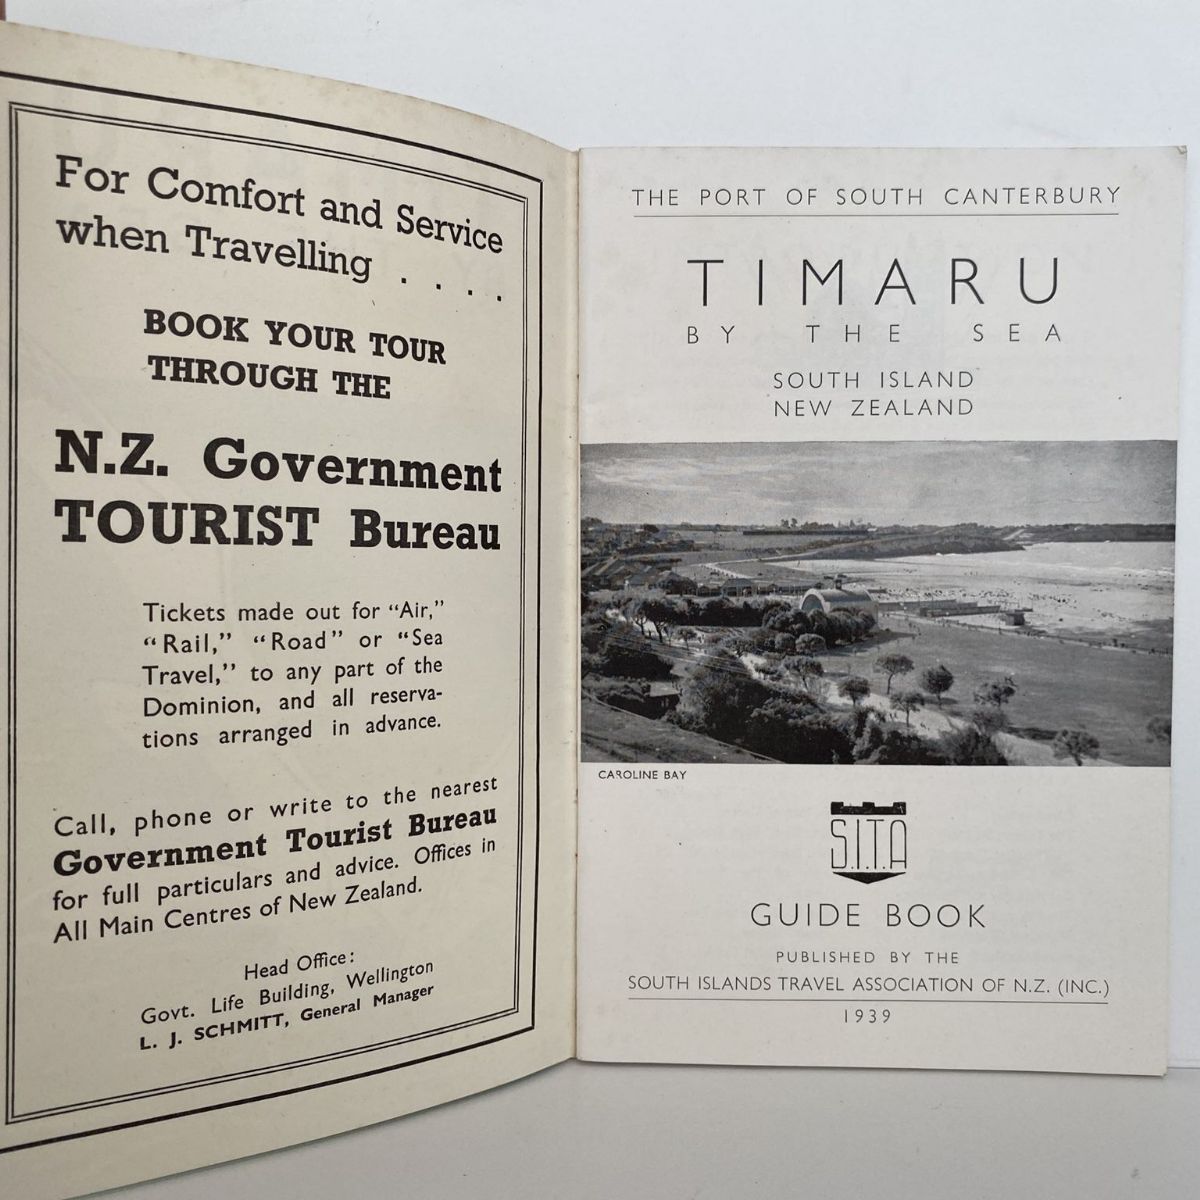 For Comfort and Service
when Travelling . . . .
BOOK YOUR TOUR
THROUGH THE
N.Z. Government
TOURIST Bureau
Tickets made out for "Air,"
"Rail," "Road" or "Sea
Travel," to any part of the
Dominion, and all reserva-
tions arranged in advance.
Call, phone or write to the nearest
Government Tourist Bureau
for full particulars and advice. Offices in
All Main Centres of New Zealand.
Head Office:
Govt. Life Building, Wellington
L. J. SCHMITT, General Manager
THE PORT OF SOUTH CANTERBURY
TIMARU
BY THE SEA
SOUTH ISLAND
NEW ZEALAND
CAROLINE BAY
S.I.T.A
GUIDE BOOK
PUBLISHED BY THE
SOUTH ISLANDS TRAVEL ASSOCIATION OF N.Z. (INC.)
1939